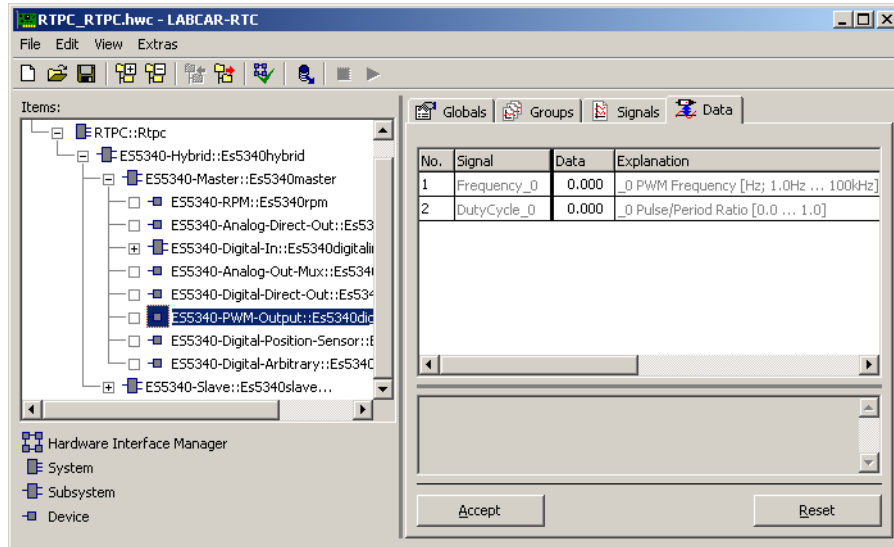 RTPC_RTPC.hwc - LABCAR-RTC
File Edit View Extras
Items:
RTPC::Rtpc
ES5340-Hybrid::Es5340hybrid
ES5340-Master::Es5340master
ES5340-RPM::Es5340rpm
ES5340-Analog-Direct-Out::Es53
ES5340-Digital-In::Es5340digitali
ES5340-Analog-Out-Mux::Es534
ES5340-Digital-Direct-Out::Es534
ES5340-PWM-Output::Es5340dig
ES5340-Digital-Position-Sensor::E
ES5340-Digital-Arbitrary::Es5340
ES5340-Slave::Es5340slave...
Hardware Interface Manager
System
Subsystem
Device
Globals Groups Signals Data
No. Signal Data Explanation
1 Frequency_0 0.000 _0 PWM Frequency [Hz; 1.0Hz ... 100kHz]
2 DutyCycle_0 0.000 _0 Pulse/Period Ratio [0.0 ... 1.0]
Accept Reset